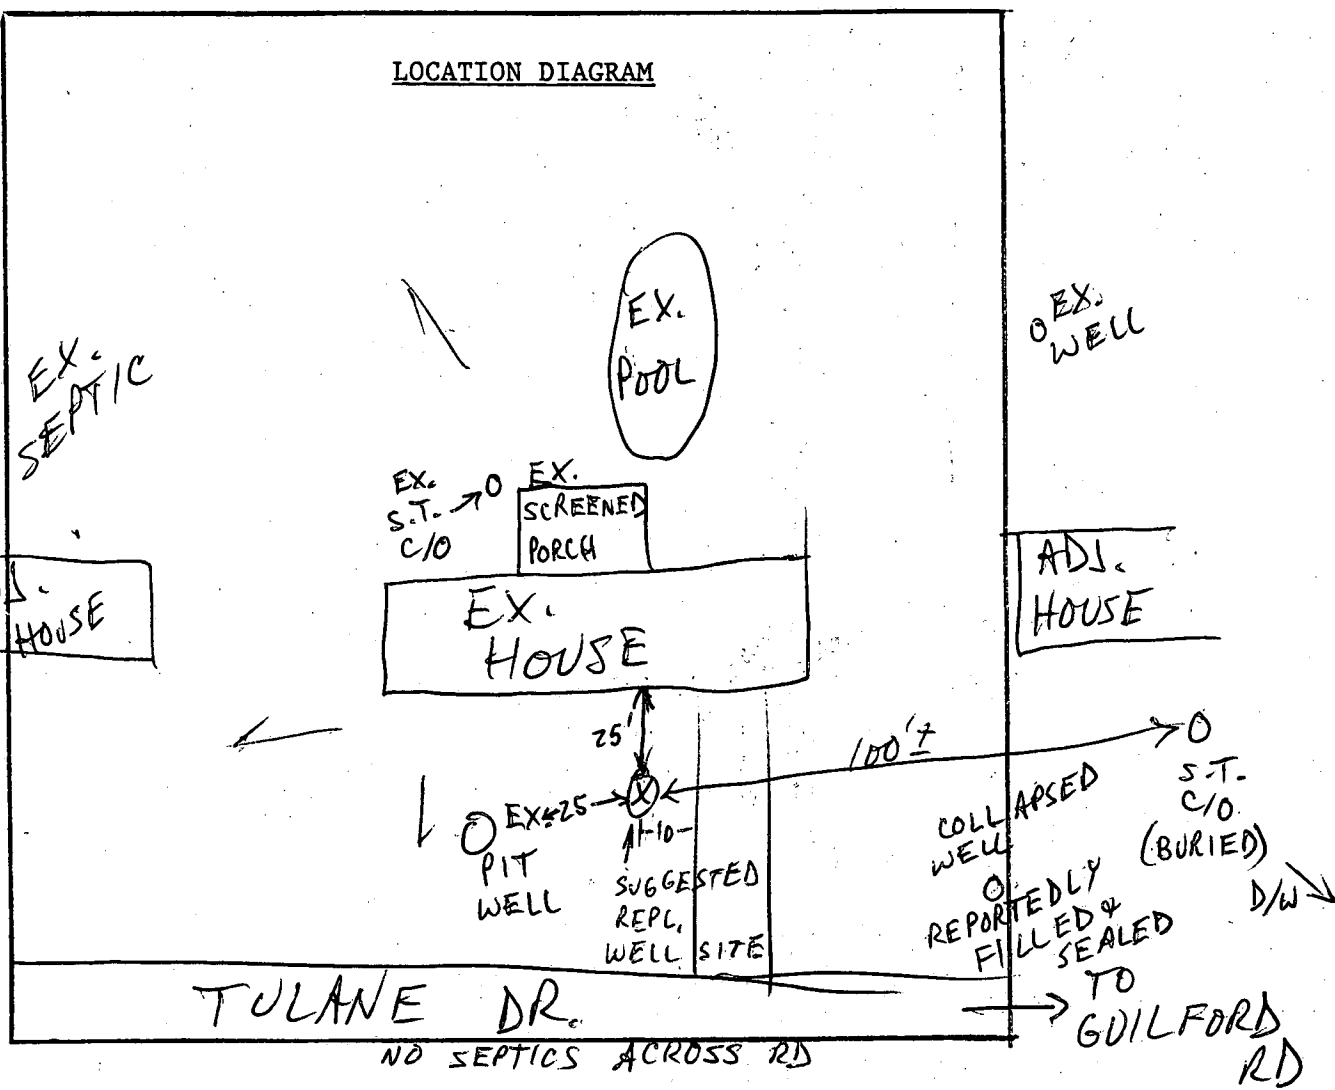 LOCATION DIAGRAM
EX.
POOL
EX.
WELL
EX.
SEPTIC
EX.
S.T.
C/O
EX.
SCREENED
PORCH
J.
HOUSE
EX.
HOUSE
ADJ.
HOUSE
25'
100'±
EX.
25
10
PIT
WELL
SUGGESTED
REPL.
WELL SITE
COLLAPSED
WELL
REPORTEDLY
FILLED &
SEALED
S.T.
C/O
(BURIED)
D/W
TO
GUILFORD
RD
TULANE DR.
NO SEPTICS ACROSS RD